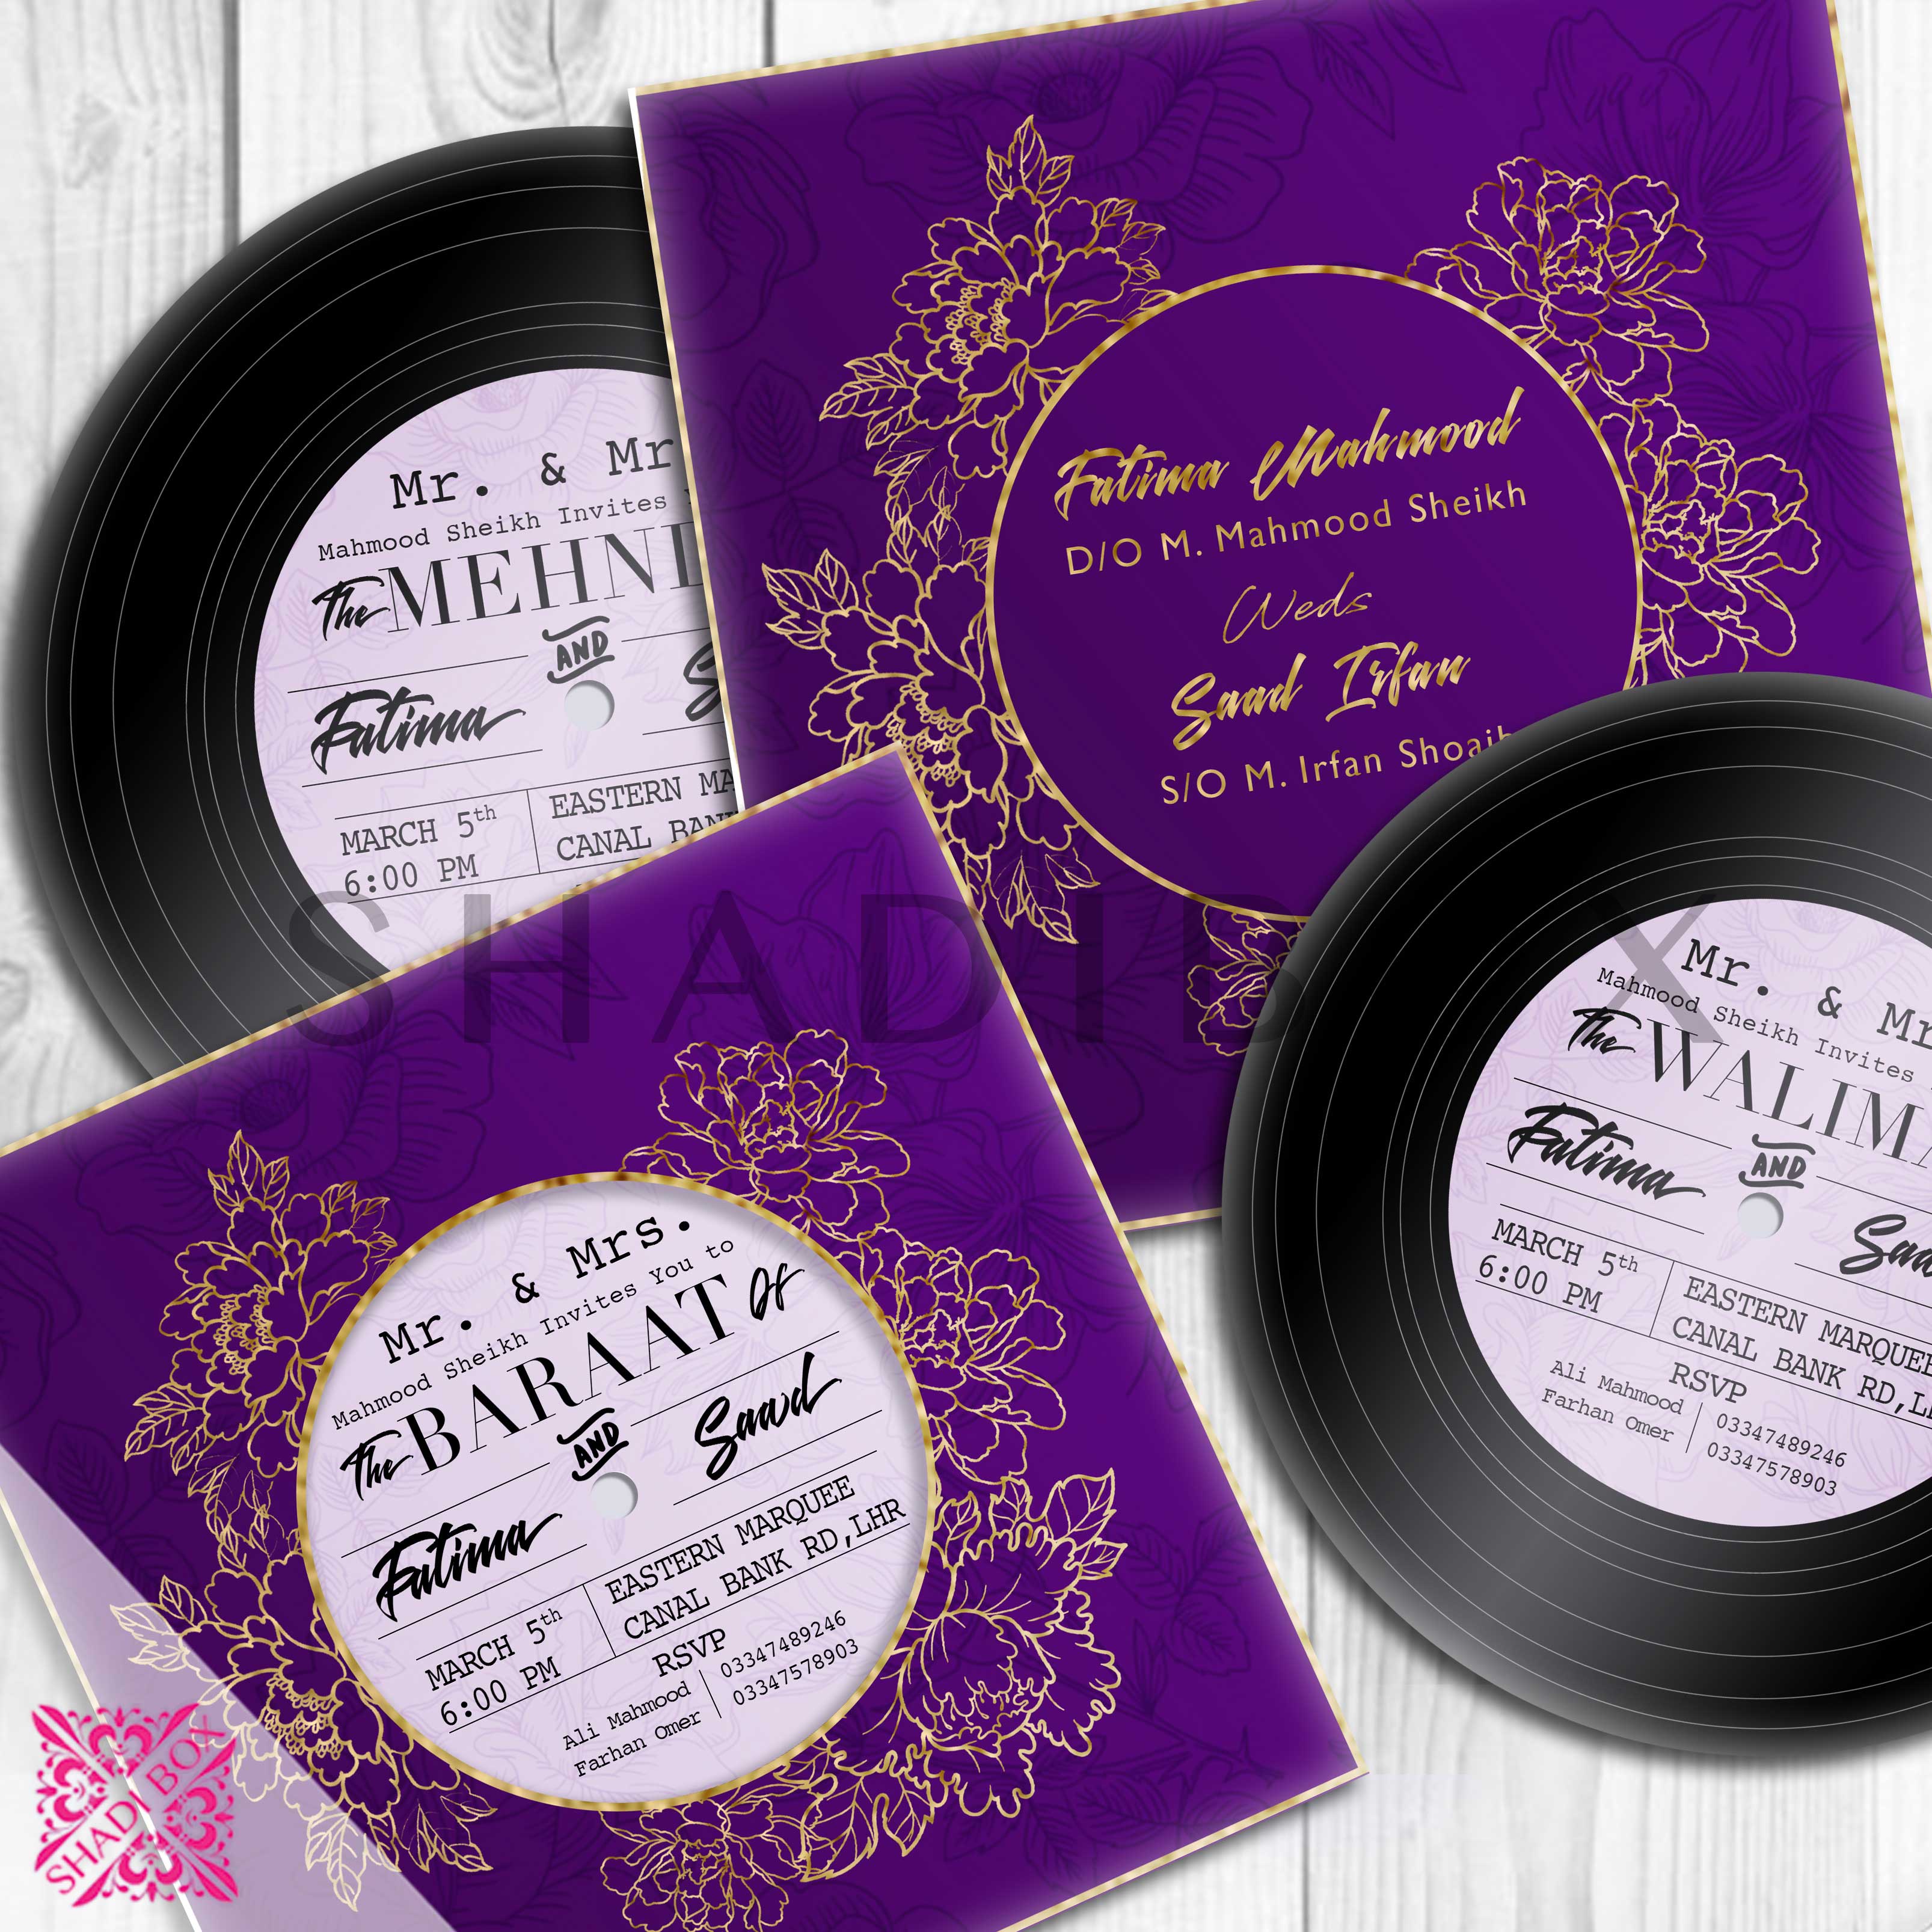 Mr. & Mr
Mahmood Sheikh Invites
The MEHND
AND
Fatima
MARCH 5th
6:00 PM
EASTERN MA
CANAL BAN
Fatima Mahmood
D/O M. Mahmood Sheikh
Weds
Saad Irfan
S/O M. Irfan Shoaib
SHADIB X
Mr. & Mr
Mahmood Sheikh Invites
The WALIMA
AND
Fatima
Saa
MARCH 5th
6:00 PM
EASTERN MARQUEE
CANAL BANK RD,L
RSVP
Ali Mahmood 03347489246
Farhan Omer 03347578903
Mr. & Mrs.
Mahmood Sheikh Invites You to
The BARAAT Of
AND
Fatima
Saad
MARCH 5th
6:00 PM
EASTERN MARQUEE
CANAL BANK RD,LHR
RSVP
Ali Mahmood 03347489246
Farhan Omer 03347578903
SHADI BOX